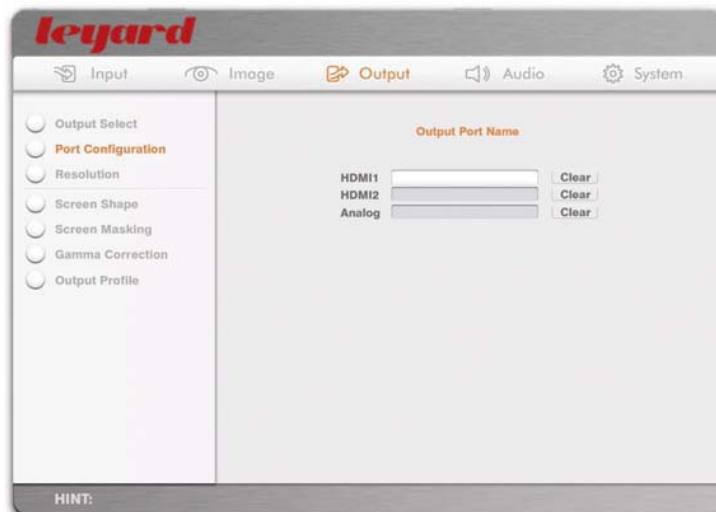 leyard
Input Image Output Audio System
Output Select
Port Configuration
Resolution
Screen Shape
Screen Masking
Gamma Correction
Output Profile
Output Port Name
HDMI1 Clear
HDMI2 Clear
Analog Clear
HINT: